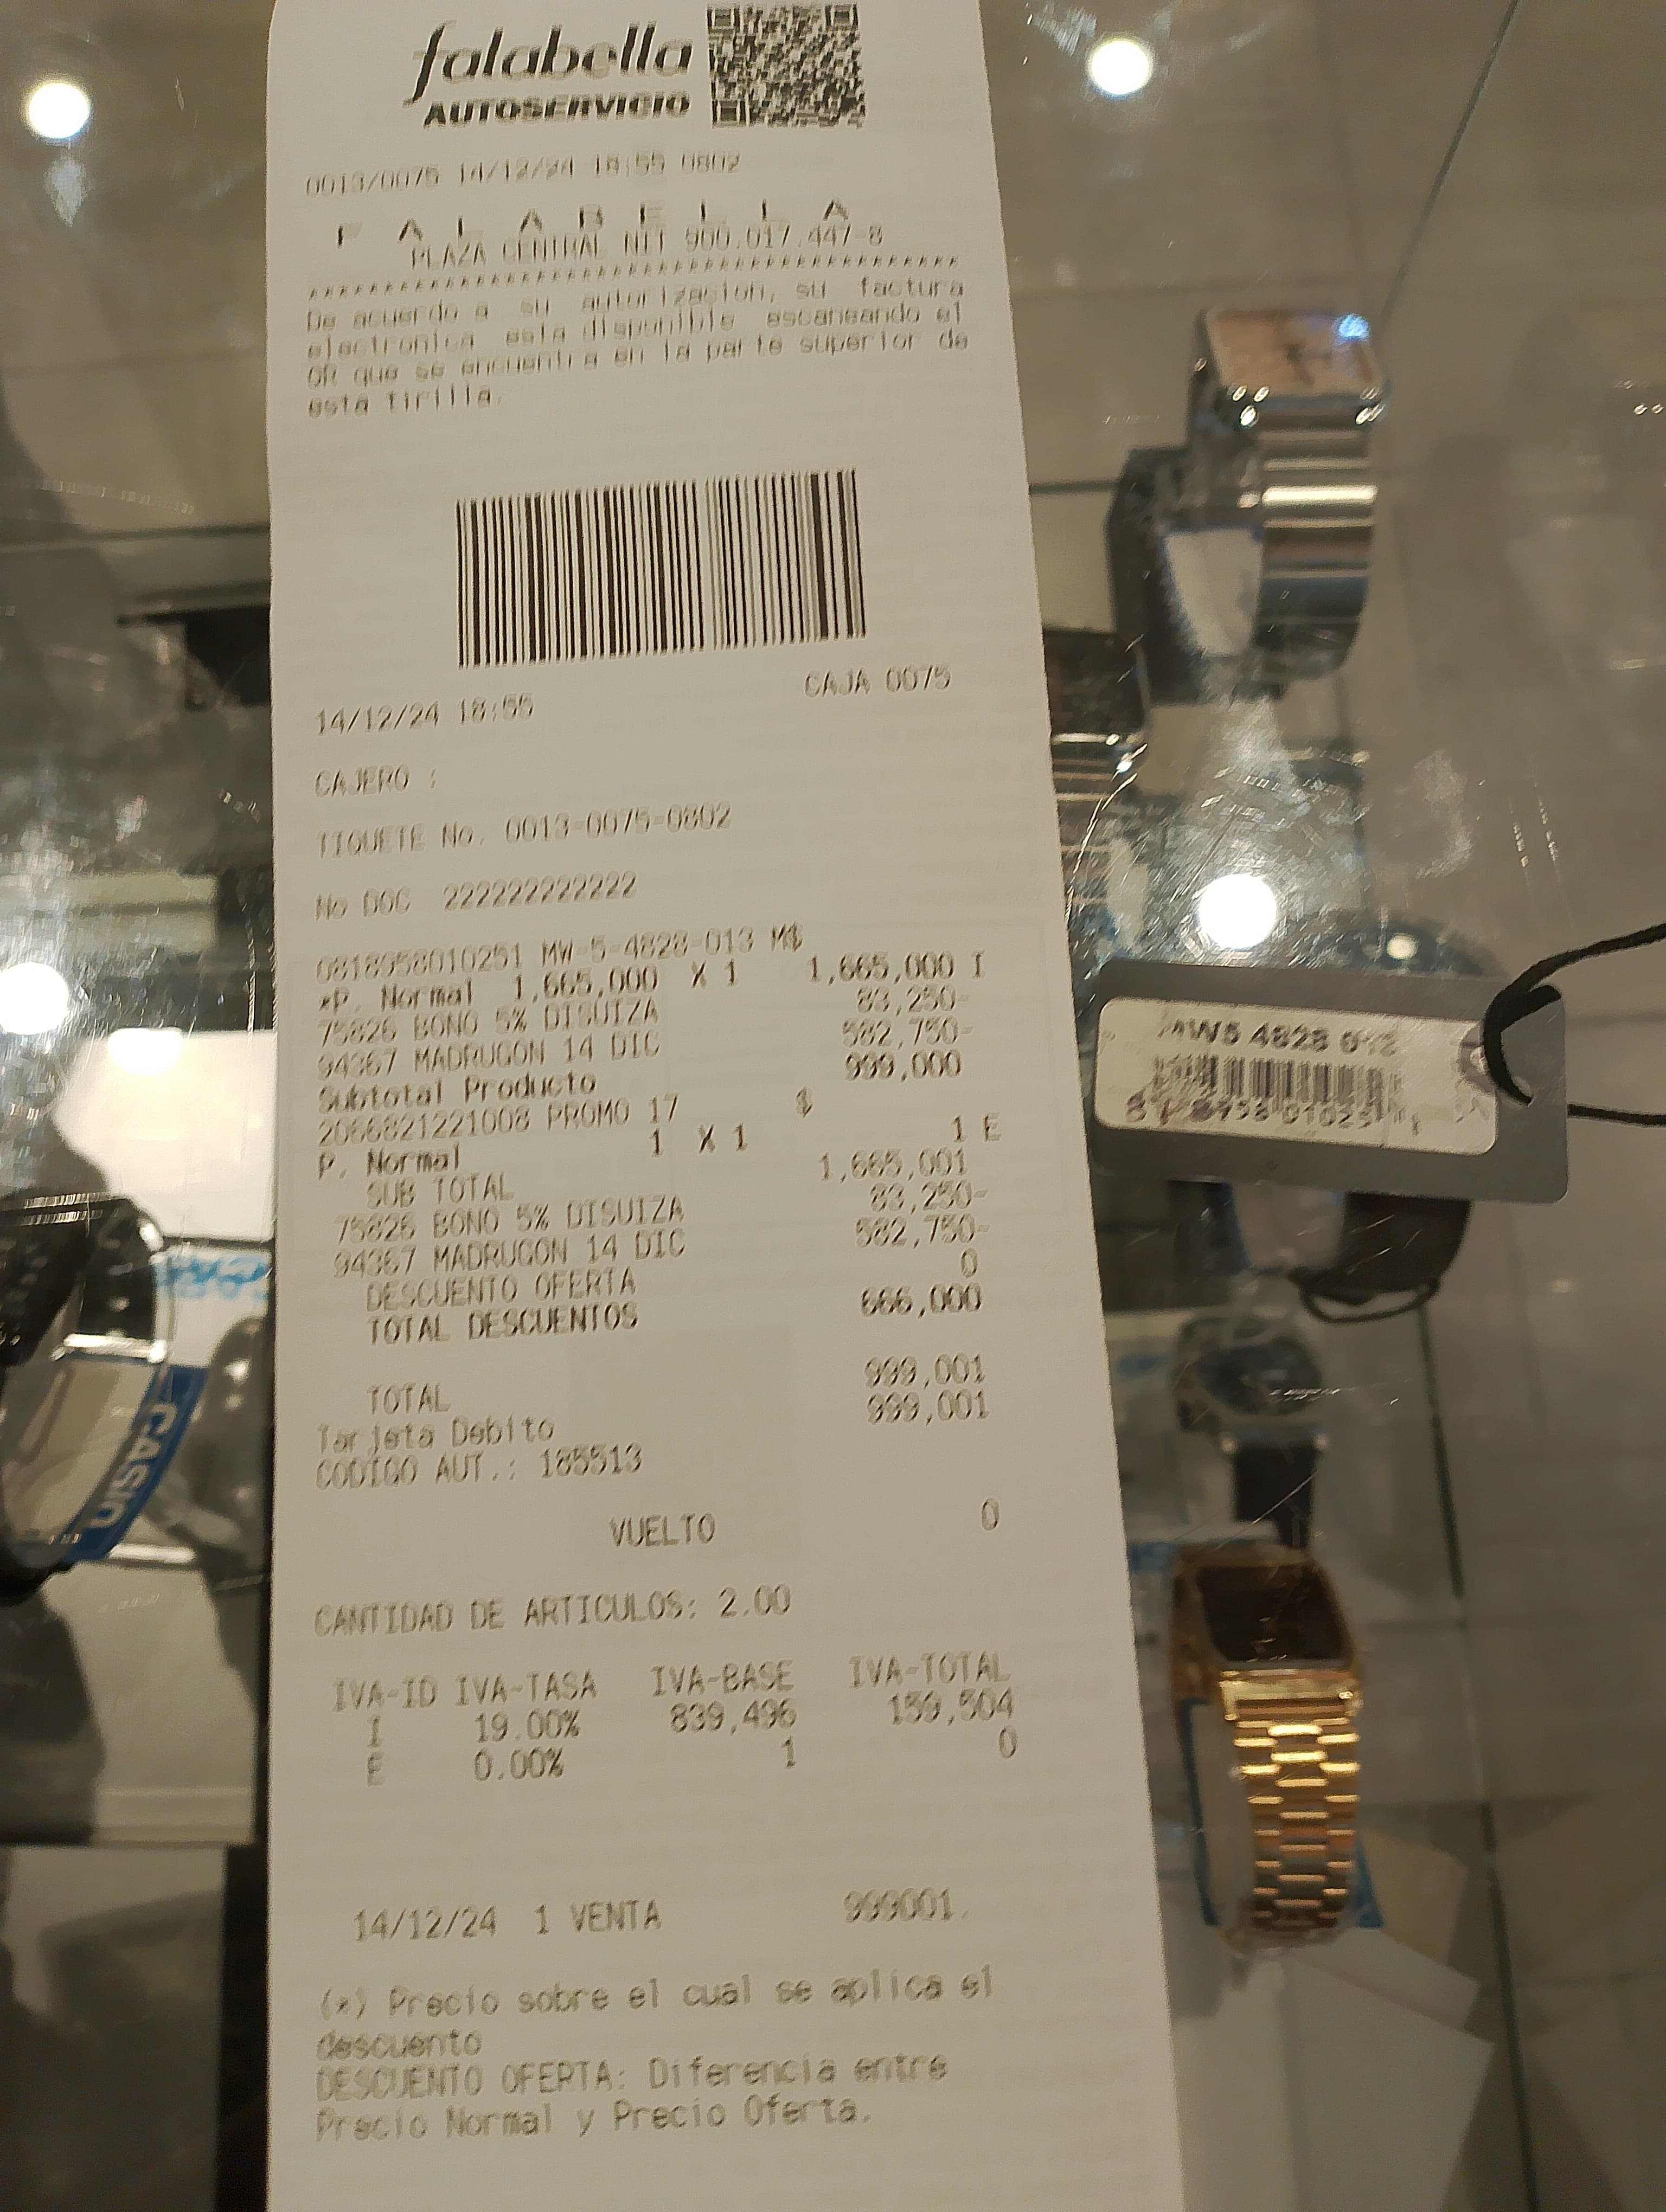 falabella
AUTOSERVICIO
0013/0075 14/12/24 18:55 0802
F A L A B E L L A
PLAZA CENTRAL NIT 900.017.447-8
De acuerdo a su autorizacion, su factura
electronica esta disponible escaneando el
QR que se encuentra en la parte superior de
esta tirilla.
14/12/24 18:55 CAJA 0075
CAJERO :
TIQUETE No. 0013-0075-0802
No DOC 222222222222
0818958010251 MW-5-4828-013 M$
*P. Normal 1,665,000 X 1 1,665,000 I
75826 BONO 5% DISUIZA 83,250-
94367 MADRUGON 14 DIC 582,750-
Subtotal Producto 999,000
2066821221008 PROMO 17 $
P. Normal 1 X 1 1 E
SUB TOTAL 1,665,001
75826 BONO 5% DISUIZA 83,250-
94367 MADRUGON 14 DIC 582,750-
DESCUENTO OFERTA 0
TOTAL DESCUENTOS 666,000
TOTAL 999,001
Tarjeta Debito 999,001
CODIGO AUT.: 185513
VUELTO 0
CANTIDAD DE ARTICULOS: 2.00
IVA-ID IVA-TASA IVA-BASE IVA-TOTAL
I 19.00% 839,496 159,504
E 0.00% 1 0
14/12/24 1 VENTA 999001.
(*) Precio sobre el cual se aplica el
descuento
DESCUENTO OFERTA: Diferencia entre
Precio Normal y Precio Oferta.
MW5 4828 013
CASIO